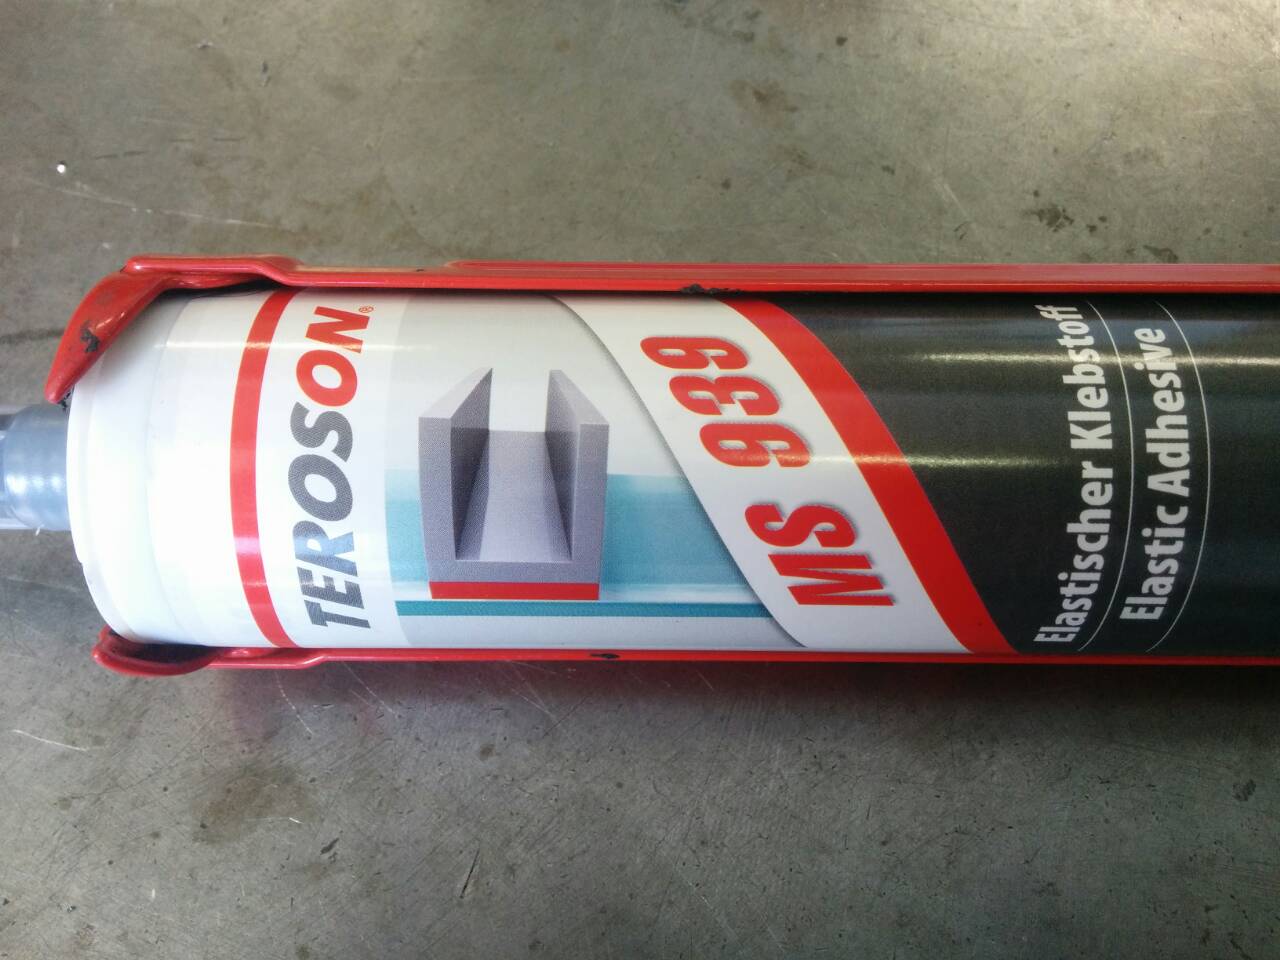 TEROSON®
MS 939
Elastischer Klebstoff
Elastic Adhesive